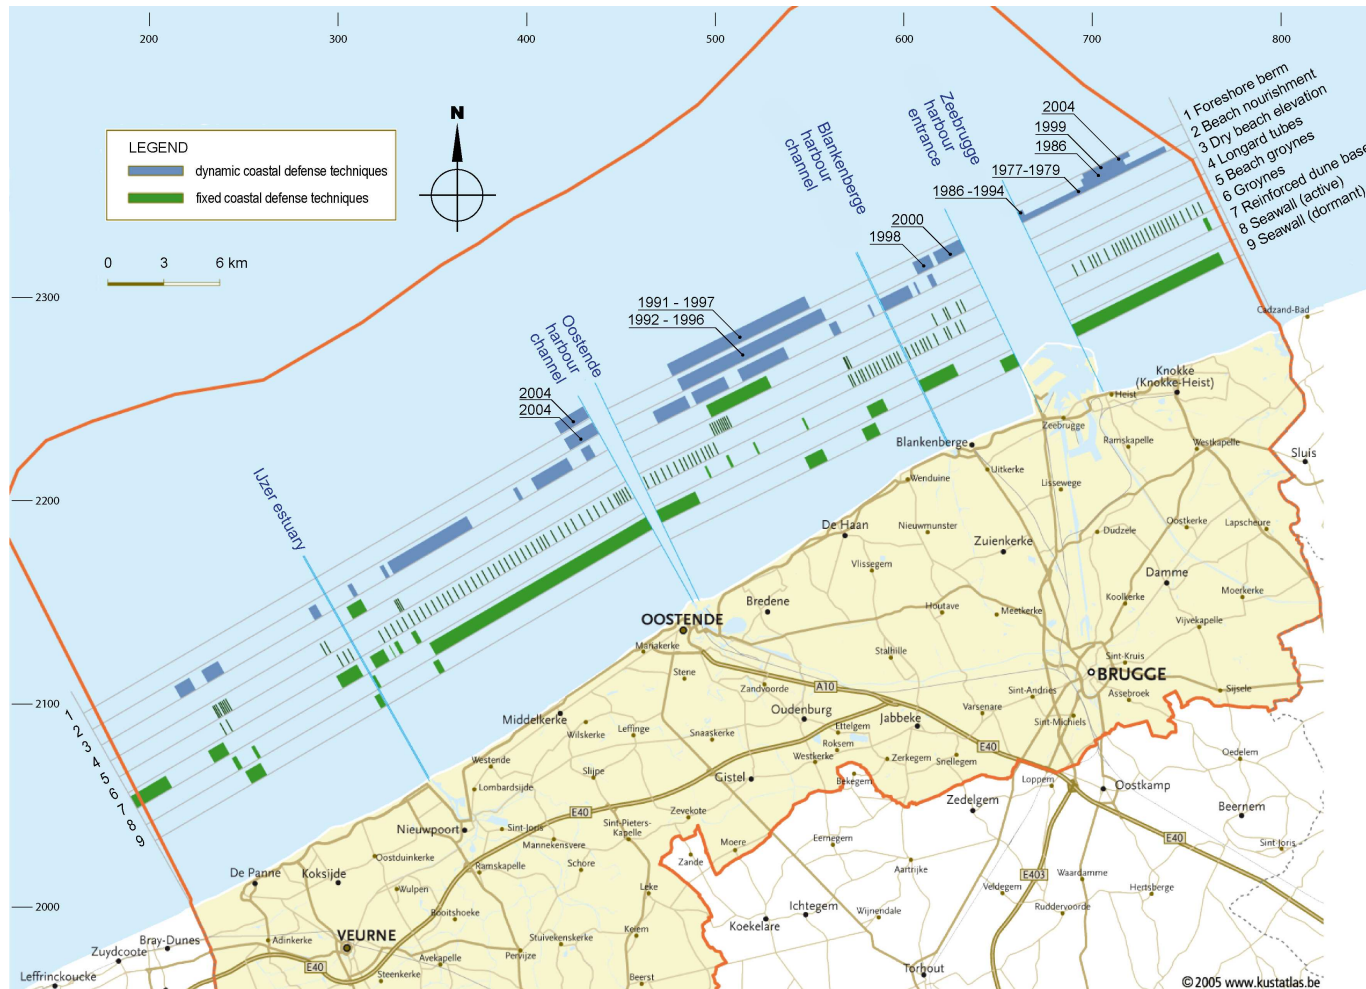 200
300
400
500
600
700
800
2300
2200
2100
2000
N
LEGEND
dynamic coastal defense techniques
fixed coastal defense techniques
0
3
6 km
1 Foreshore berm
2 Beach nourishment
3 Dry beach elevation
4 Longard tubes
5 Beach groynes
6 Groynes
7 Reinforced dune base
8 Seawall (active)
9 Seawall (dormant)
Zeebrugge
harbour
entrance
Blankenberge
harbour
channel
Oostende
harbour
channel
IJzer estuary
2004
1999
1986
1977-1979
1986 -1994
2000
1998
1991 - 1997
1992 - 1996
2004
2004
1
2
3
4
5
6
7
8
9
Cadzand-Bad
Knokke
(Knokke-Heist)
Heist
Zeebrugge
Ramskapelle
Westkapelle
Sluis
Blankenberge
Uitkerke
Lissewege
Wenduine
De Haan
Nieuwmunster
Zuienkerke
Dudzele
Oostkerke
Lapscheure
Vlissegem
Damme
Bredene
Houtave
Meetkerke
Koolkerke
Moerkerke
Vijvekapelle
OOSTENDE
Mariakerke
Stene
Stalhille
Sint-Kruis
BRUGGE
Assebroek
Sijsele
Zandvoorde
A10
Oudenburg
Jabbeke
Varsenare
Sint-Andries
Sint-Michiels
Middelkerke
Wilskerke
Leffinge
Snaaskerke
Ettelgem
Roksem
Westkerke
Zerkegem
Snellegem
E40
Oedelem
Westende
Slijpe
Gistel
Bekegem
Loppem
Oostkamp
Lombardsijde
Zevekote
Zedelgem
Beernem
E40
Nieuwpoort
Sint-Joris
Sint-Pieters-
Kapelle
Mannekensvere
Moere
Eernegem
E40
Sint-Joris
Oostduinkerke
Ramskapelle
Schore
Zande
Aartrijke
De Panne
Koksijde
Wulpen
Leke
E403
Waardamme
Veldegem
Hertsberge
Booitshoeke
Ichtegem
Wijnendale
Ruddervoorde
Koekelare
VEURNE
Keiem
Stuivekenskerke
Bray-Dunes
Adinkerke
Zuydcoote
Pervijze
Avekapelle
E40
Steenkerke
Beerst
Torhout
Leffrinckoucke
©2005 www.kustatlas.be